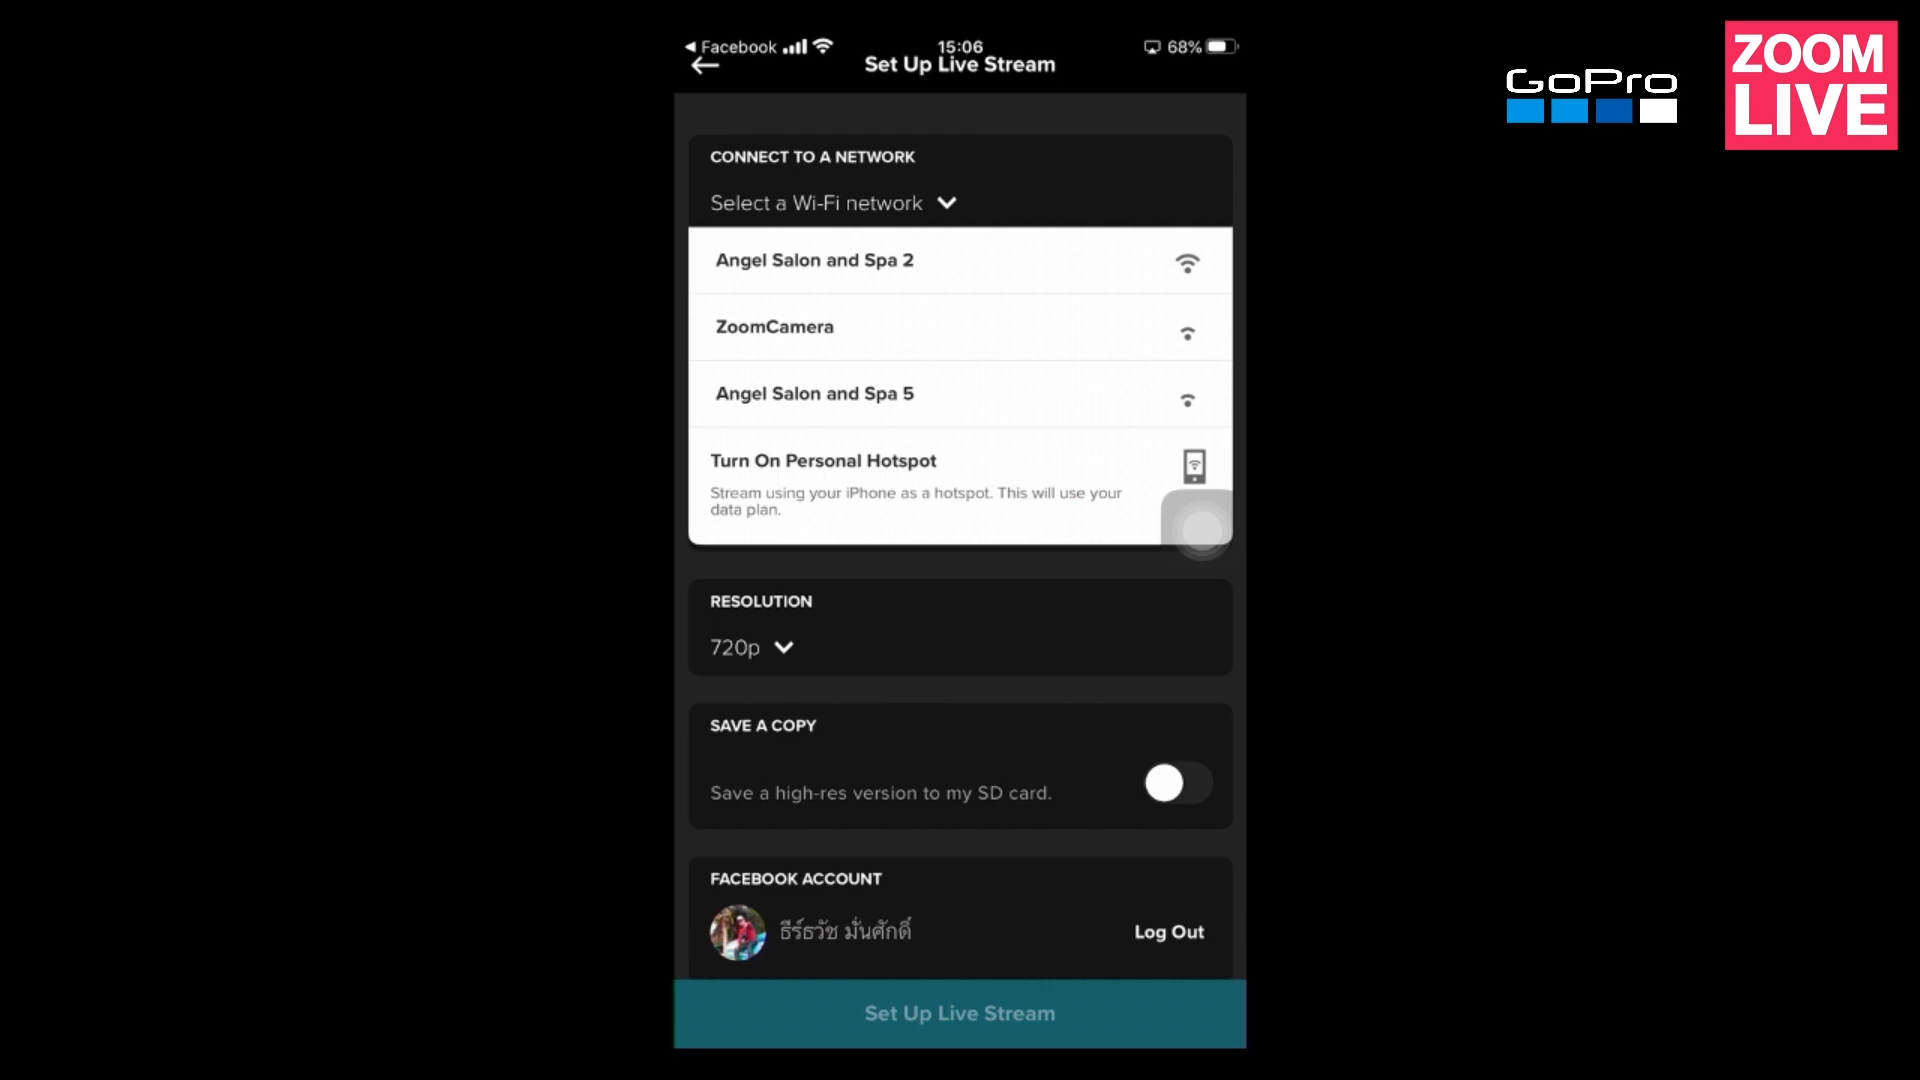 Facebook
15:06
68%
Set Up Live Stream
GoPro
ZOOM
LIVE
CONNECT TO A NETWORK
Select a Wi-Fi network
Angel Salon and Spa 2
ZoomCamera
Angel Salon and Spa 5
Turn On Personal Hotspot
Stream using your iPhone as a hotspot. This will use your
data plan.
RESOLUTION
720p
SAVE A COPY
Save a high-res version to my SD card.
FACEBOOK ACCOUNT
ธีร์ธวัช มั่นศักดิ์
Log Out
Set Up Live Stream